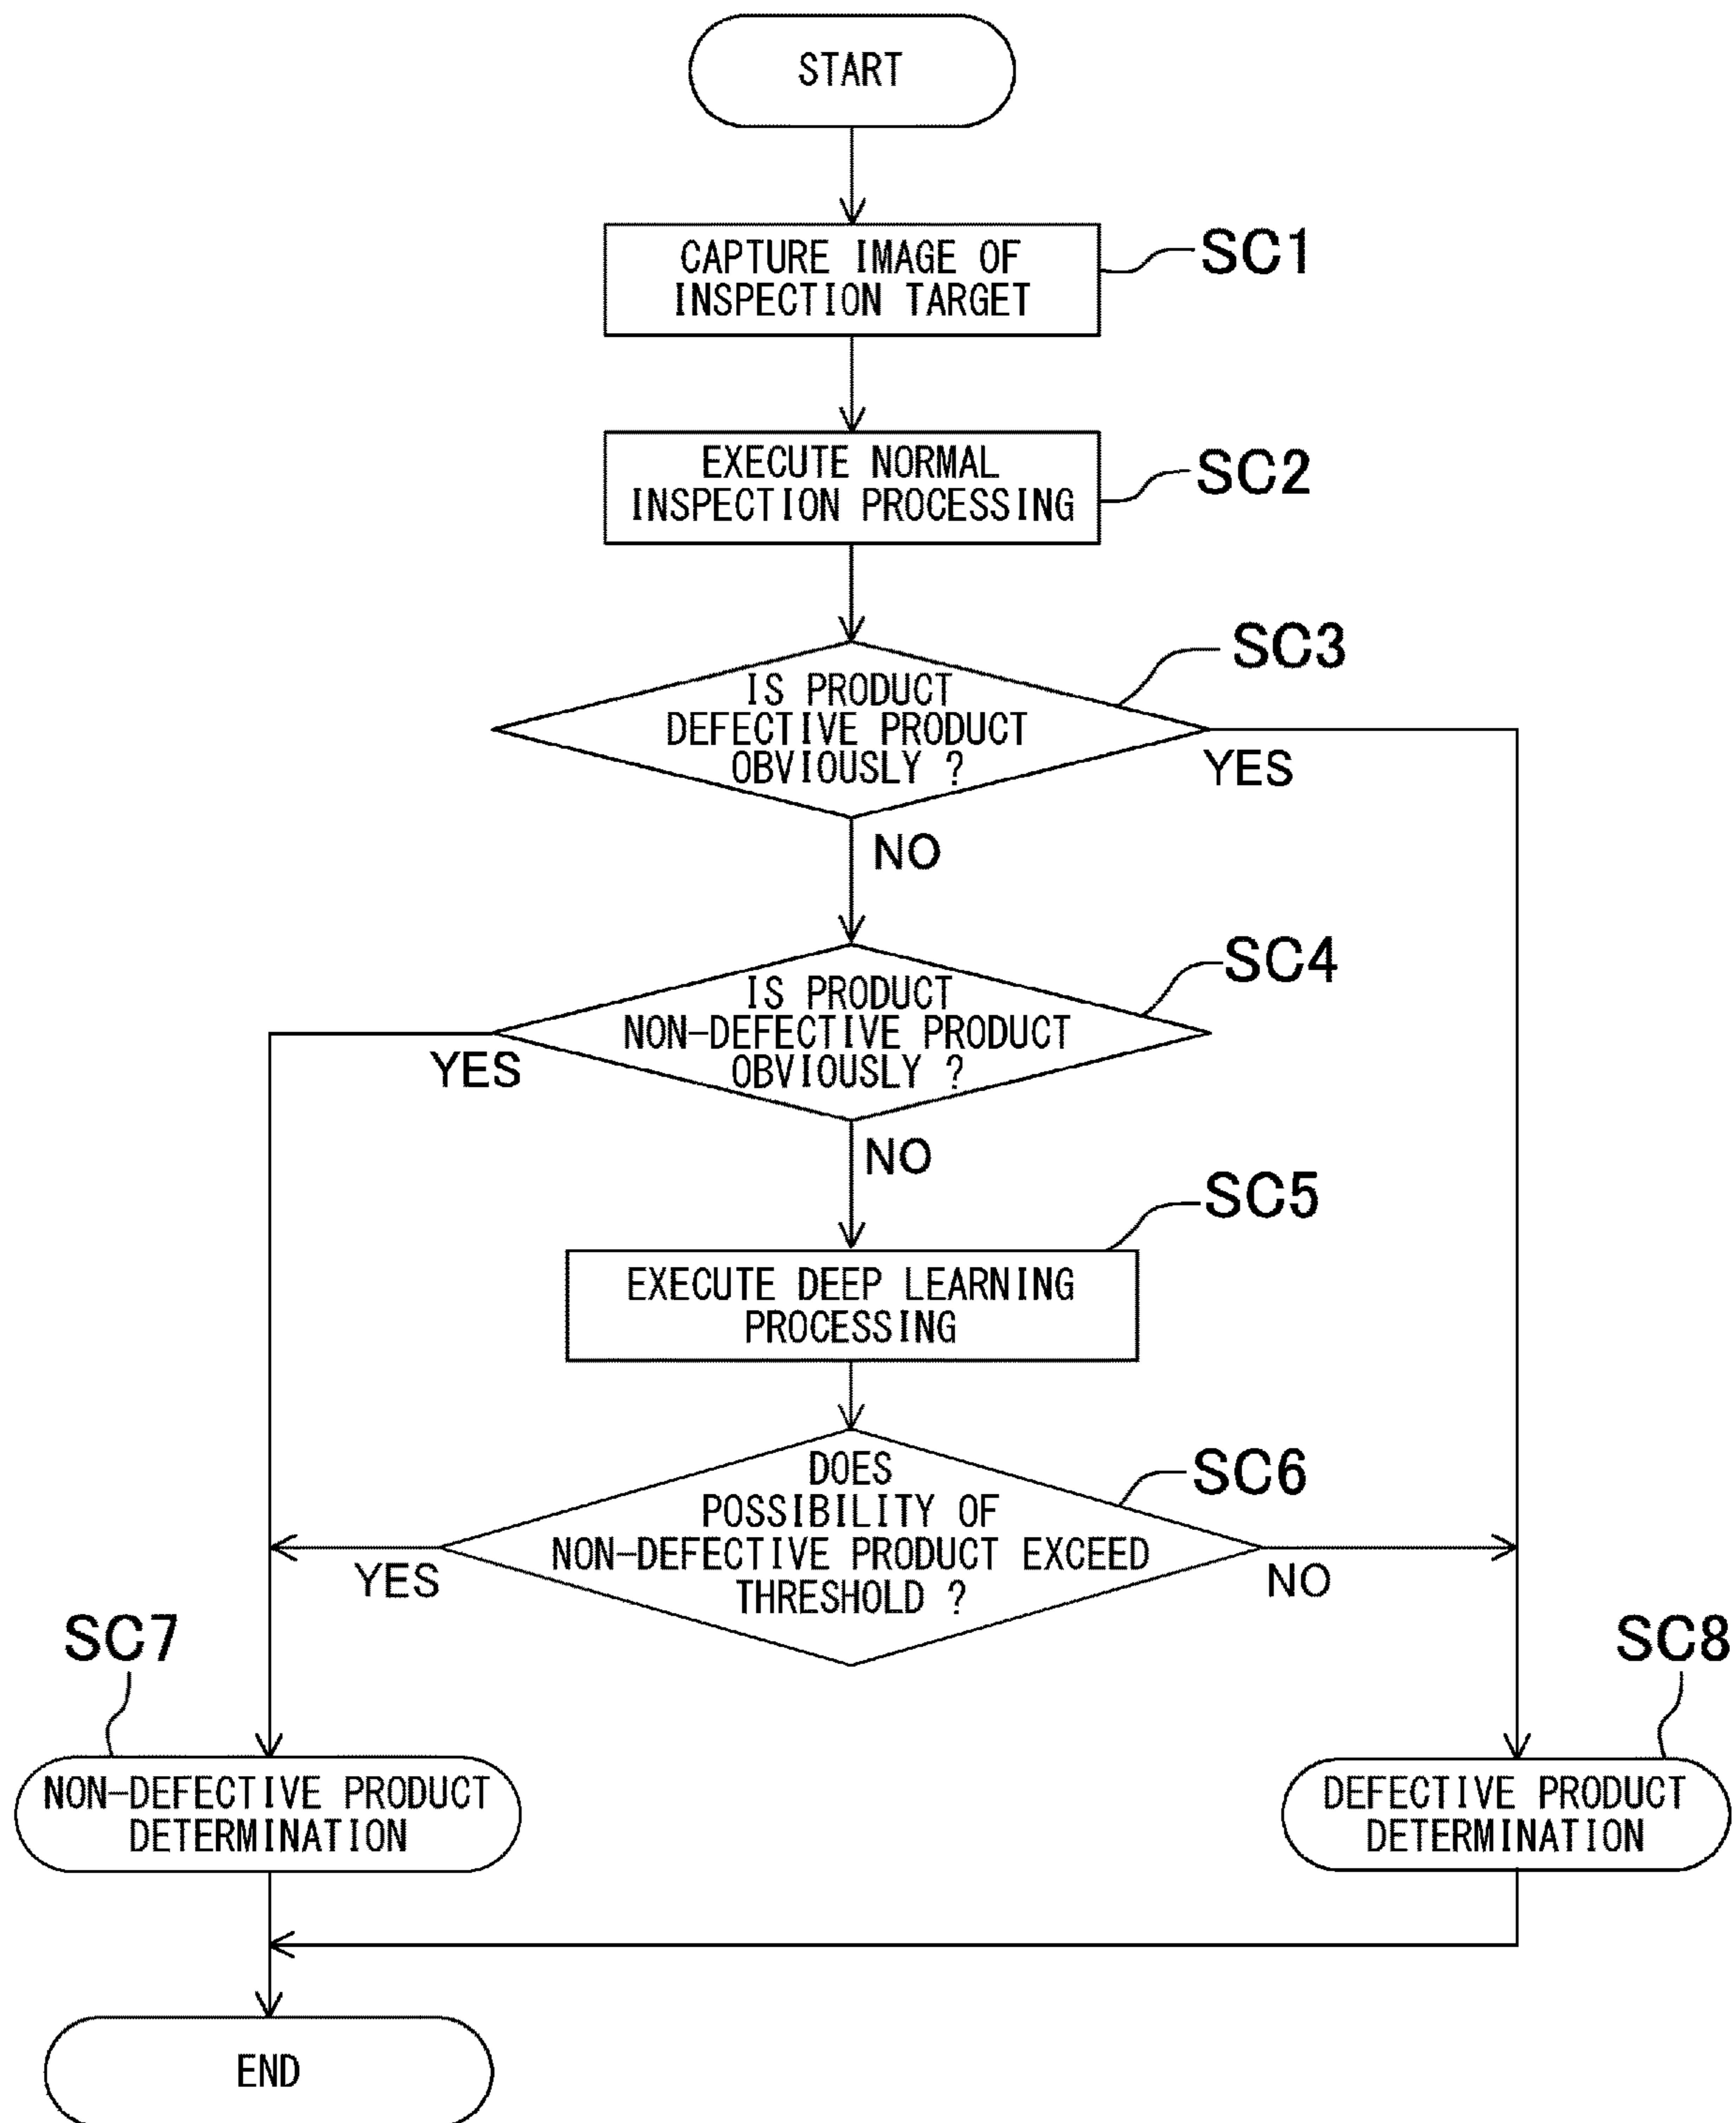 START
CAPTURE IMAGE OF
INSPECTION TARGET
SC1
EXECUTE NORMAL
INSPECTION PROCESSING
SC2
SC3
IS PRODUCT
DEFECTIVE PRODUCT
OBVIOUSLY ?
YES
NO
SC4
IS PRODUCT
NON-DEFECTIVE PRODUCT
OBVIOUSLY ?
YES
NO
SC5
EXECUTE DEEP LEARNING
PROCESSING
SC6
DOES
POSSIBILITY OF
NON-DEFECTIVE PRODUCT EXCEED
THRESHOLD ?
YES
NO
SC7
SC8
NON-DEFECTIVE PRODUCT
DETERMINATION
DEFECTIVE PRODUCT
DETERMINATION
END